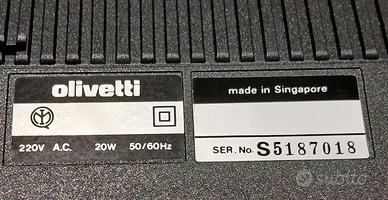 olivetti
220V A.C. 20W 50/60Hz
made in Singapore
SER. No. S5187018
subito